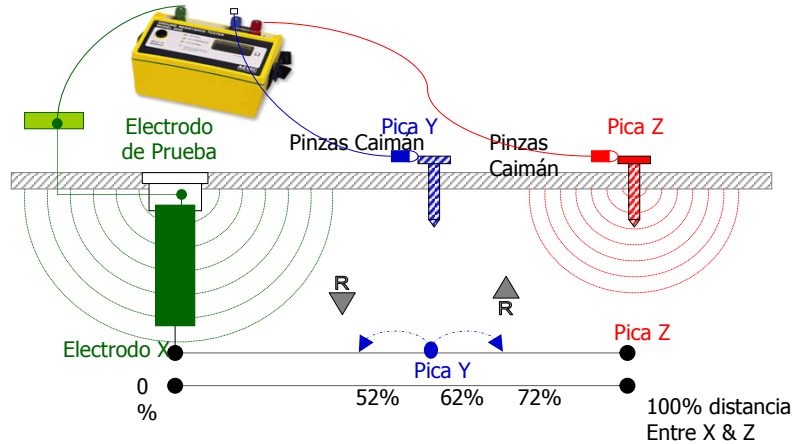 Electrodo
de Prueba
Pinzas Caimán
Pica Y
Pinzas
Caimán
Pica Z
R
R
Electrodo X
Pica Z
Pica Y
0
%
52%
62%
72%
100% distancia
Entre X & Z